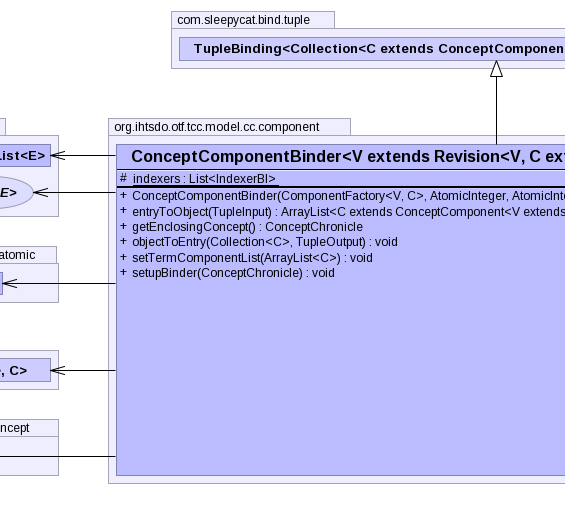 com.sleepycat.bind.tuple
TupleBinding<Collection<C extends ConceptComponen
org.ihtsdo.otf.tcc.model.cc.component
ist<E>
ConceptComponentBinder<V extends Revision<V, C ext
# indexers : List<IndexerBI>
E>
+ ConceptComponentBinder(ComponentFactory<V, C>, AtomicInteger, AtomicInte
+ entryToObject(TupleInput) : ArrayList<C extends ConceptComponent<V extends
+ getEnclosingConcept() : ConceptChronicle
+ objectToEntry(Collection<C>, TupleOutput) : void
+ setTermComponentList(ArrayList<C>) : void
+ setupBinder(ConceptChronicle) : void
atomic
, C>
ncept